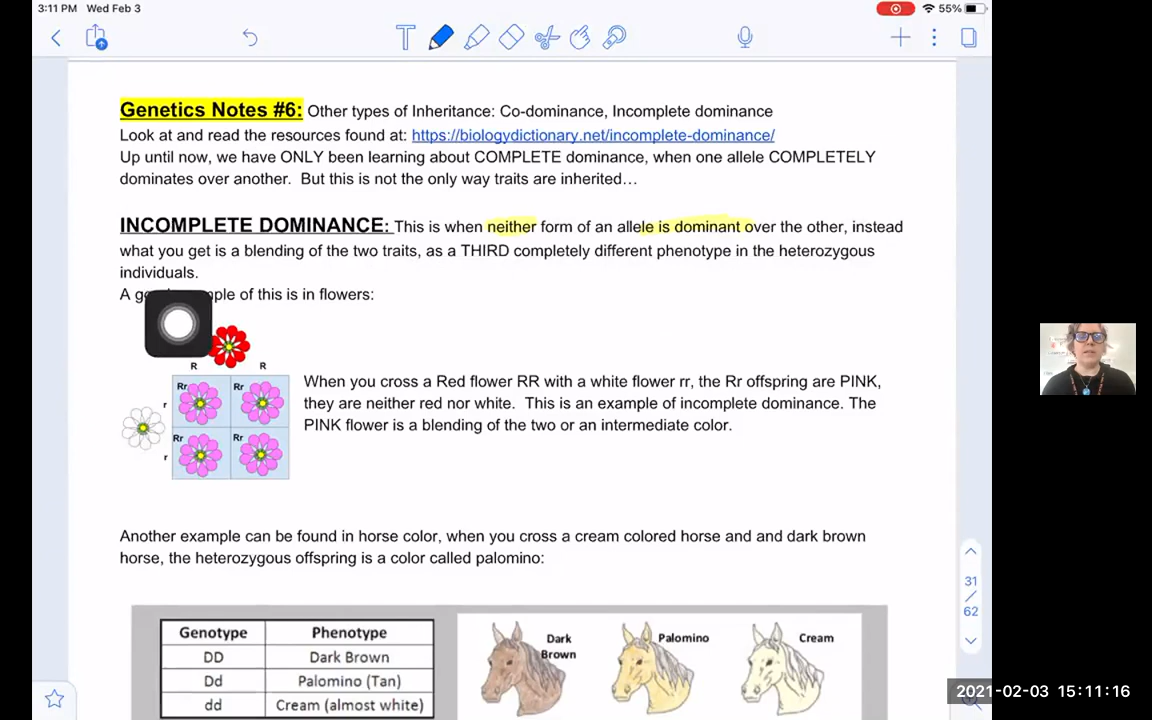 3:11 PM Wed Feb 3
55%
Genetics Notes #6: Other types of Inheritance: Co-dominance, Incomplete dominance
Look at and read the resources found at: https://biologydictionary.net/incomplete-dominance/
Up until now, we have ONLY been learning about COMPLETE dominance, when one allele COMPLETELY
dominates over another. But this is not the only way traits are inherited…
INCOMPLETE DOMINANCE: This is when neither form of an allele is dominant over the other, instead
what you get is a blending of the two traits, as a THIRD completely different phenotype in the heterozygous
individuals.
A of this is in flowers:
R R
Rr Rr
r
Rr Rr
r
When you cross a Red flower RR with a white flower rr, the Rr offspring are PINK,
they are neither red nor white. This is an example of incomplete dominance. The
PINK flower is a blending of the two or an intermediate color.
Another example can be found in horse color, when you cross a cream colored horse and and dark brown
horse, the heterozygous offspring is a color called palomino:
Genotype Phenotype
DD Dark Brown
Dd Palomino (Tan)
dd Cream (almost white)
Dark
Brown
Palomino
Cream
31
/
62
2021-02-03 15:11:16